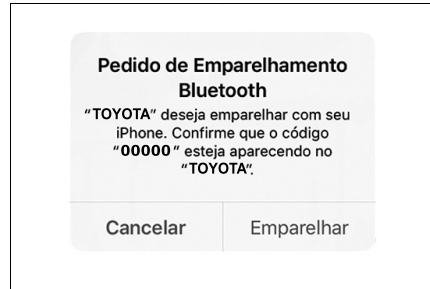 Pedido de Emparelhamento
Bluetooth
“TOYOTA” deseja emparelhar com seu
iPhone. Confirme que o código
“00000” esteja aparecendo no
“TOYOTA”.
Cancelar
Emparelhar